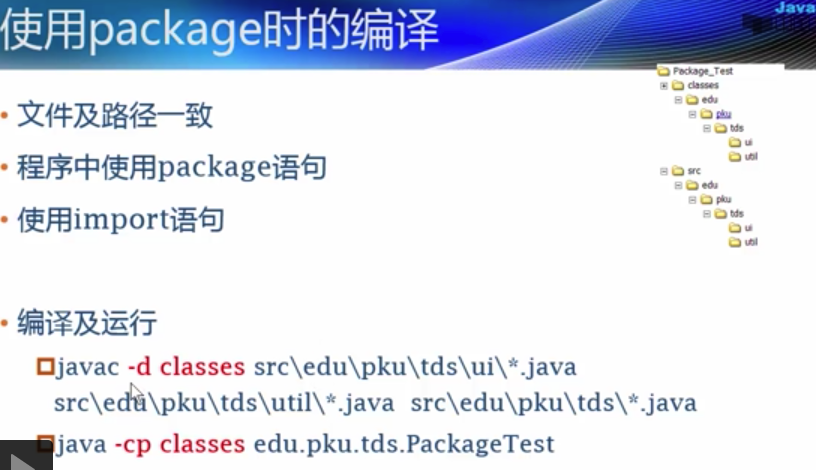 Java
使用package时的编译
Package_Test
classes
edu
pku
tds
ui
util
src
edu
pku
tds
ui
util
• 文件及路径一致
• 程序中使用package语句
• 使用import语句
• 编译及运行
javac -d classes src\edu\pku\tds\ui\*.java
src\edu\pku\tds\util\*.java src\edu\pku\tds\*.java
java -cp classes edu.pku.tds.PackageTest